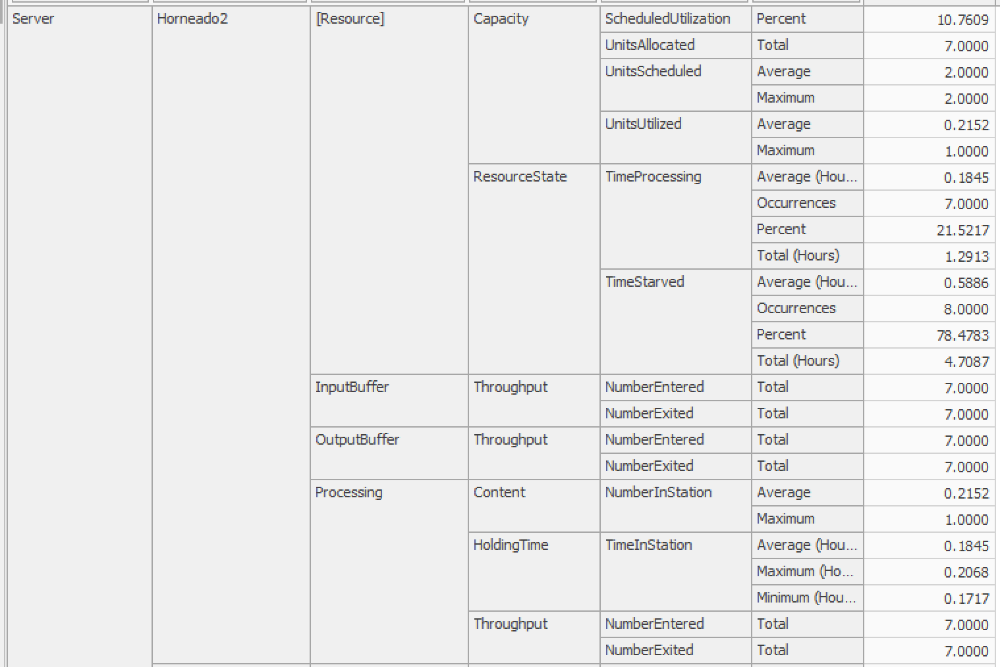 Server Horneado2 [Resource] Capacity ScheduledUtilization Percent 10.7609
UnitsAllocated Total 7.0000
UnitsScheduled Average 2.0000
Maximum 2.0000
UnitsUtilized Average 0.2152
Maximum 1.0000
ResourceState TimeProcessing Average (Hou... 0.1845
Occurrences 7.0000
Percent 21.5217
Total (Hours) 1.2913
TimeStarved Average (Hou... 0.5886
Occurrences 8.0000
Percent 78.4783
Total (Hours) 4.7087
InputBuffer Throughput NumberEntered Total 7.0000
NumberExited Total 7.0000
OutputBuffer Throughput NumberEntered Total 7.0000
NumberExited Total 7.0000
Processing Content NumberInStation Average 0.2152
Maximum 1.0000
HoldingTime TimeInStation Average (Hou... 0.1845
Maximum (Ho... 0.2068
Minimum (Hou... 0.1717
Throughput NumberEntered Total 7.0000
NumberExited Total 7.0000